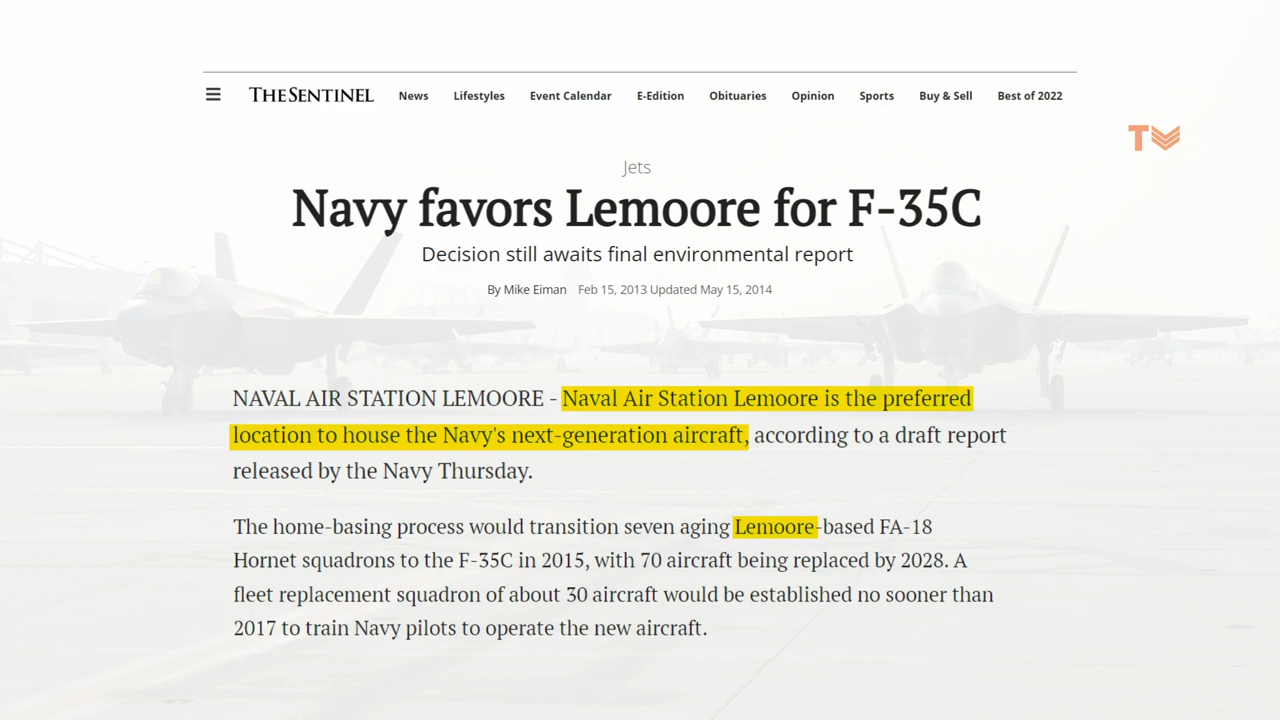 THE SENTINEL News Lifestyles Event Calendar E-Edition Obituaries Opinion Sports Buy & Sell Best of 2022
MILITARY TV
Jets
Navy favors Lemoore for F-35C
Decision still awaits final environmental report
By Mike Eiman Feb 15, 2013 Updated May 15, 2014
NAVAL AIR STATION LEMOORE - Naval Air Station Lemoore is the preferred
location to house the Navy's next-generation aircraft, according to a draft report
released by the Navy Thursday.
The home-basing process would transition seven aging Lemoore-based FA-18
Hornet squadrons to the F-35C in 2015, with 70 aircraft being replaced by 2028. A
fleet replacement squadron of about 30 aircraft would be established no sooner than
2017 to train Navy pilots to operate the new aircraft.